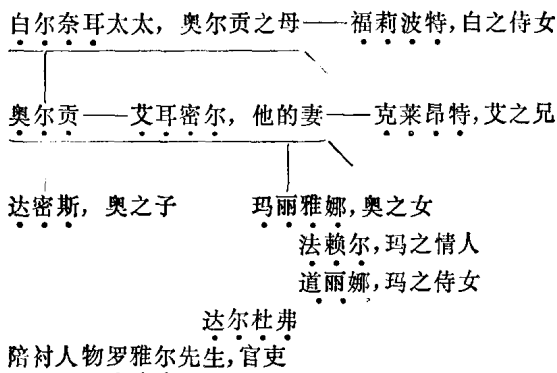 白尔奈耳太太，奥尔贡之母——福莉波特，白之侍女
奥尔贡——艾耳密尔，他的妻——克莱昂特，艾之兄
达密斯，奥之子 玛丽雅娜，奥之女
法赖尔，玛之情人
道丽娜，玛之侍女
达尔杜弗
陪衬人物罗雅尔先生，官吏